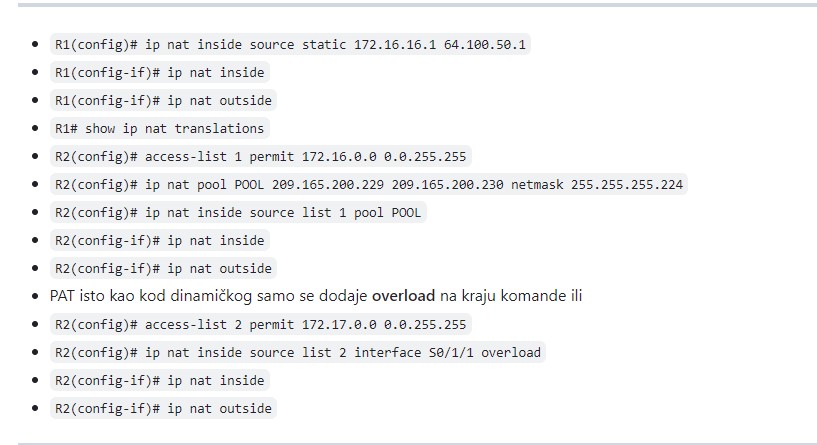 R1(config)# ip nat inside source static 172.16.16.1 64.100.50.1
R1(config-if)# ip nat inside
R1(config-if)# ip nat outside
R1# show ip nat translations
R2(config)# access-list 1 permit 172.16.0.0 0.0.255.255
R2(config)# ip nat pool POOL 209.165.200.229 209.165.200.230 netmask 255.255.255.224
R2(config)# ip nat inside source list 1 pool POOL
R2(config-if)# ip nat inside
R2(config-if)# ip nat outside
PAT isto kao kod dinamičkog samo se dodaje overload na kraju komande ili
R2(config)# access-list 2 permit 172.17.0.0 0.0.255.255
R2(config)# ip nat inside source list 2 interface S0/1/1 overload
R2(config-if)# ip nat inside
R2(config-if)# ip nat outside